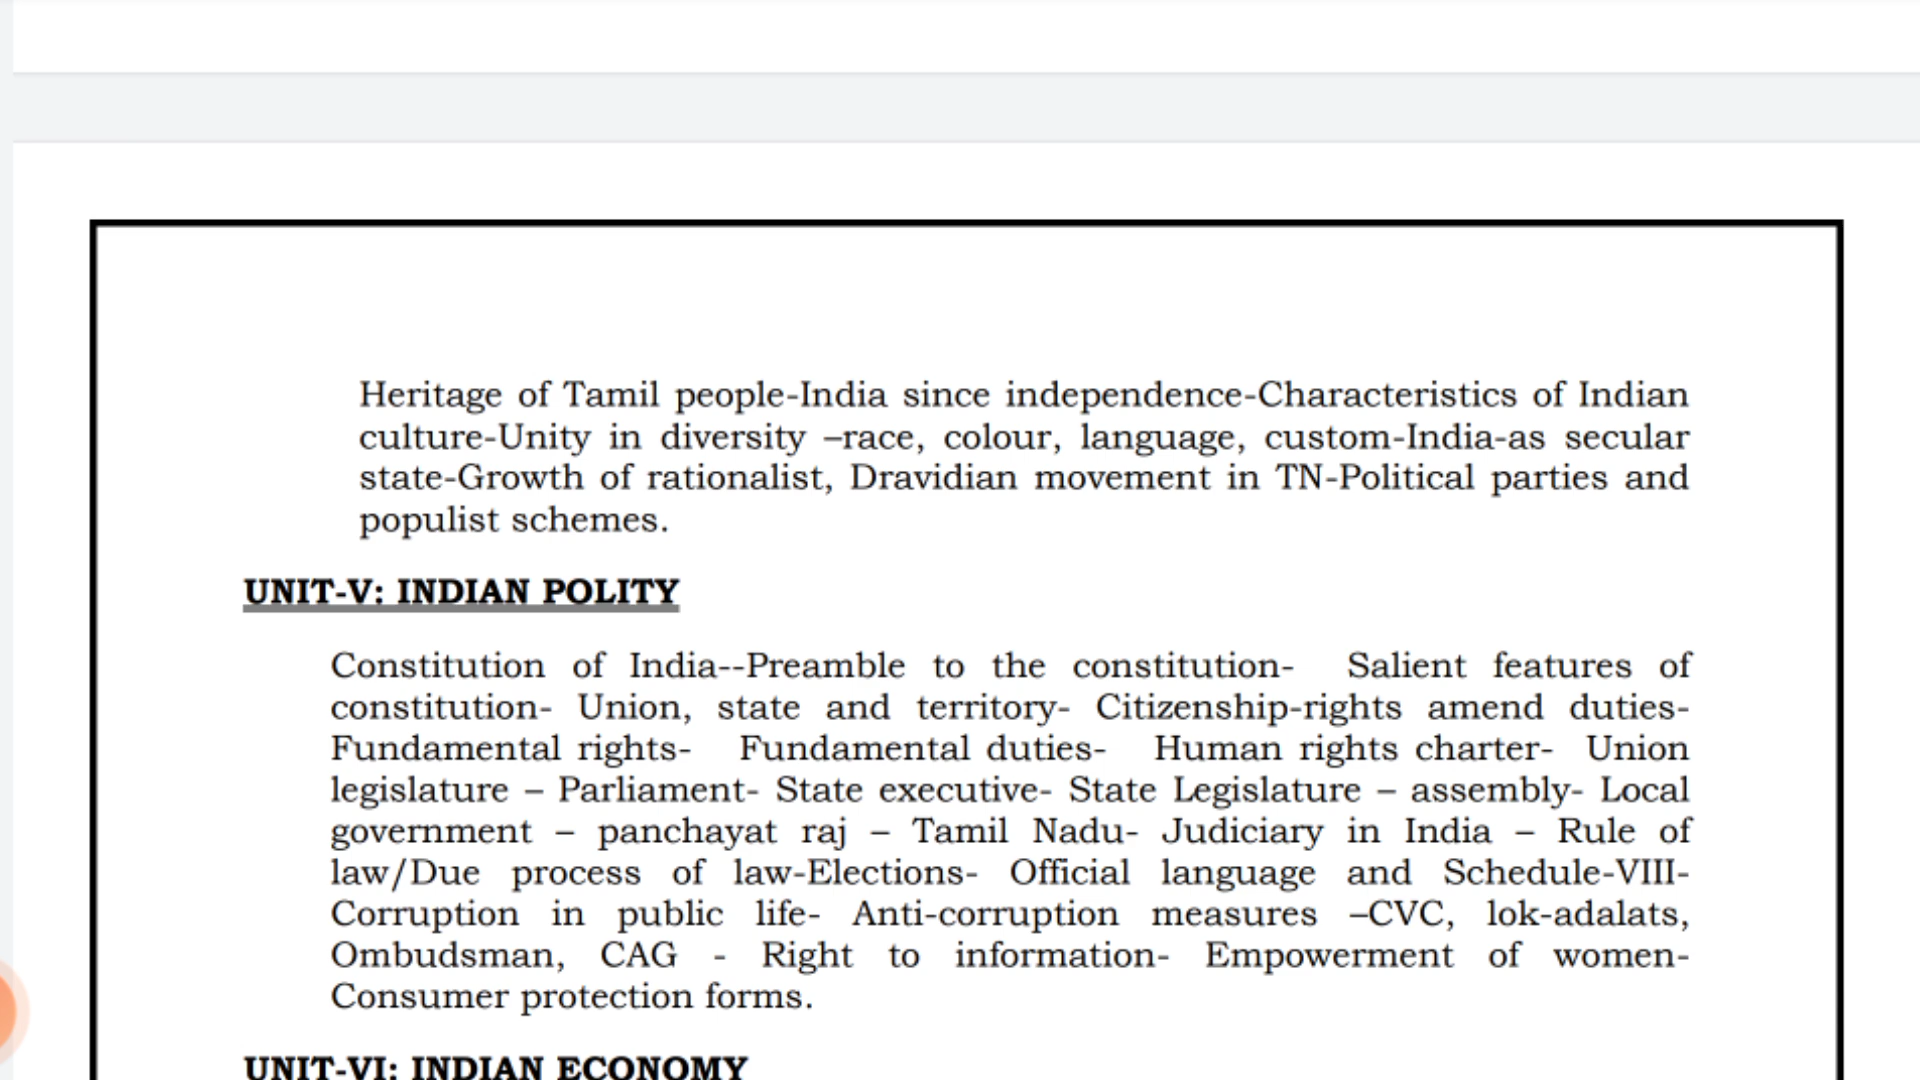 Heritage of Tamil people-India since independence-Characteristics of Indian
culture-Unity in diversity –race, colour, language, custom-India-as secular
state-Growth of rationalist, Dravidian movement in TN-Political parties and
populist schemes.
UNIT-V: INDIAN POLITY
Constitution of India--Preamble to the constitution- Salient features of
constitution- Union, state and territory- Citizenship-rights amend duties-
Fundamental rights- Fundamental duties- Human rights charter- Union
legislature – Parliament- State executive- State Legislature – assembly- Local
government – panchayat raj – Tamil Nadu- Judiciary in India – Rule of
law/Due process of law-Elections- Official language and Schedule-VIII-
Corruption in public life- Anti-corruption measures –CVC, lok-adalats,
Ombudsman, CAG - Right to information- Empowerment of women-
Consumer protection forms.
UNIT-VI: INDIAN ECONOMY